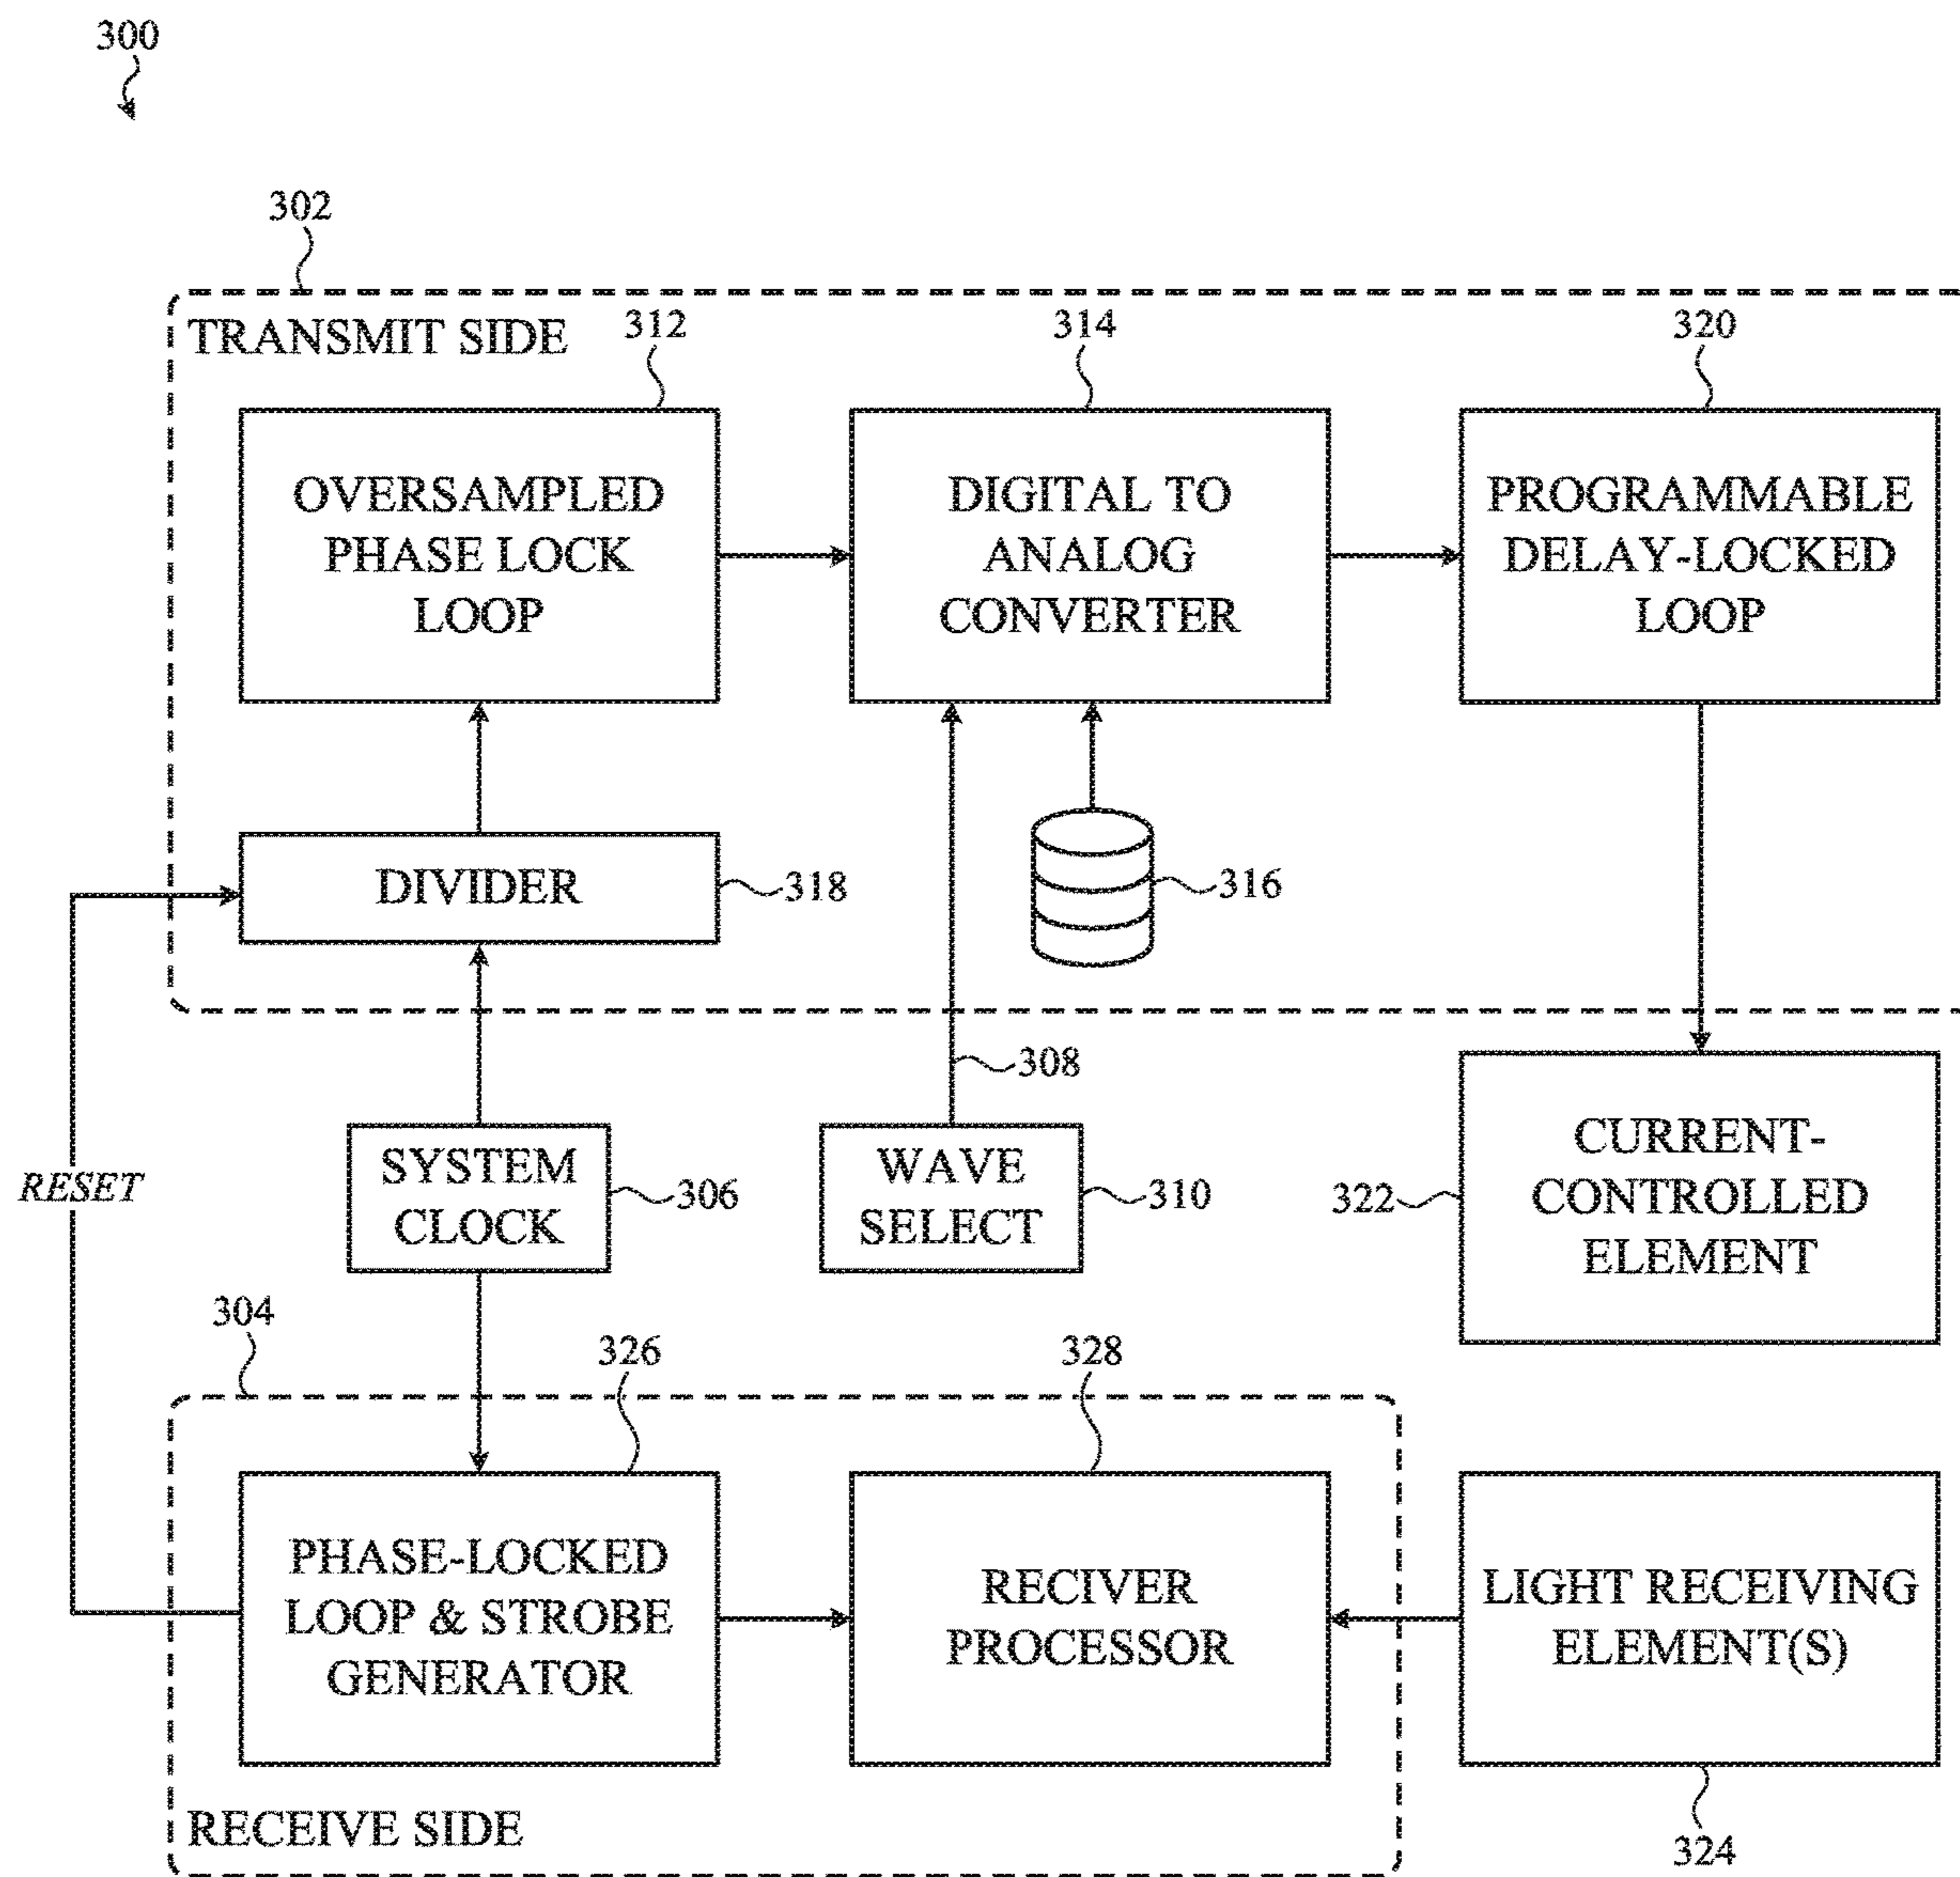 300
302
TRANSMIT SIDE
312
314
320
OVERSAMPLED
PHASE LOCK
LOOP
DIGITAL TO
ANALOG
CONVERTER
PROGRAMMABLE
DELAY-LOCKED
LOOP
DIVIDER
318
316
308
RESET
SYSTEM
CLOCK
306
WAVE
SELECT
310
322
CURRENT-
CONTROLLED
ELEMENT
304
326
328
PHASE-LOCKED
LOOP & STROBE
GENERATOR
RECIVER
PROCESSOR
LIGHT RECEIVING
ELEMENT(S)
RECEIVE SIDE
324